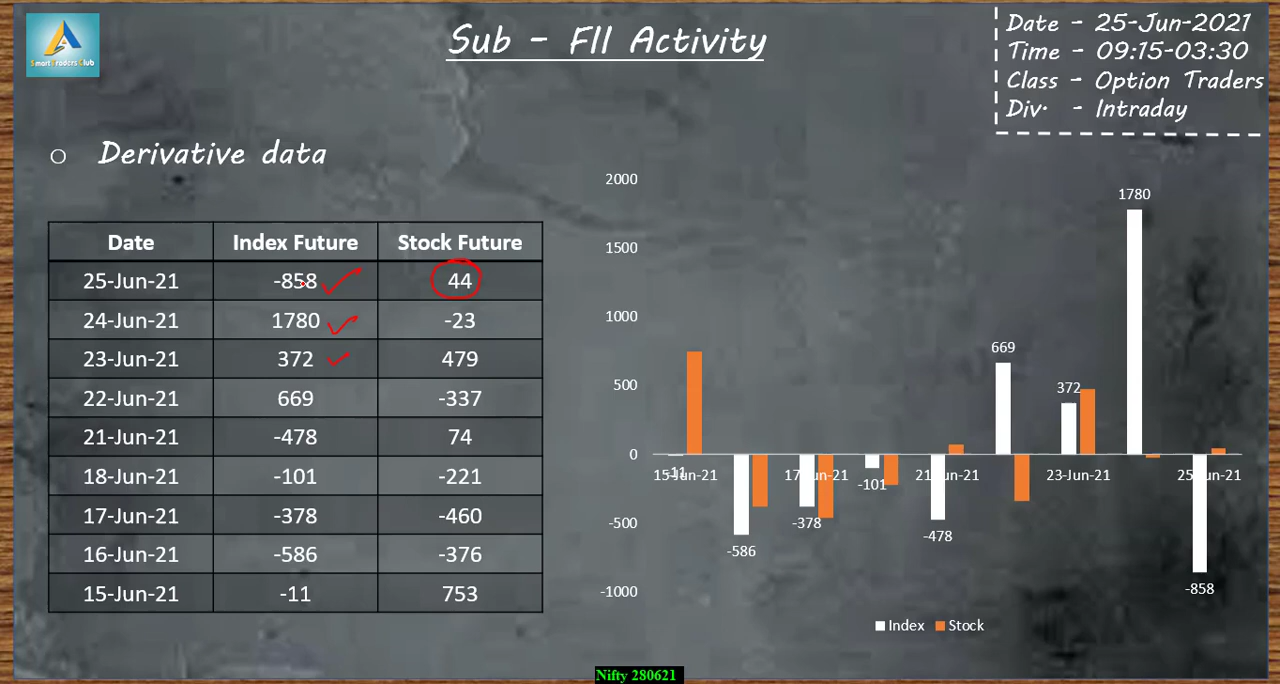 Smart Traders Club
Sub - FII Activity
Date - 25-Jun-2021
Time - 09:15-03:30
Class - Option Traders
Div. - Intraday
Derivative data
Date Index Future Stock Future
25-Jun-21 -858 44
24-Jun-21 1780 -23
23-Jun-21 372 479
22-Jun-21 669 -337
21-Jun-21 -478 74
18-Jun-21 -101 -221
17-Jun-21 -378 -460
16-Jun-21 -586 -376
15-Jun-21 -11 753
2000
1780
1500
1000
669
500
372
0
-11
15-Jun-21 17-Jun-21 21-Jun-21 23-Jun-21 25-Jun-21
-101
-500
-378
-478
-586
-1000
-858
Index Stock
Nifty 280621